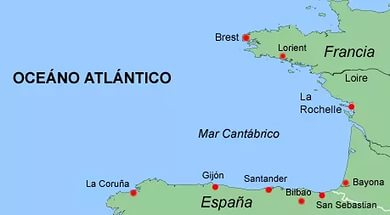 Brest
Lorient
Francia
OCEÁNO ATLÁNTICO
Loire
La
Rochelle
Mar Cantábrico
La Coruña
Gijón
Santander
Bilbao
Bayona
España
San Sebastian